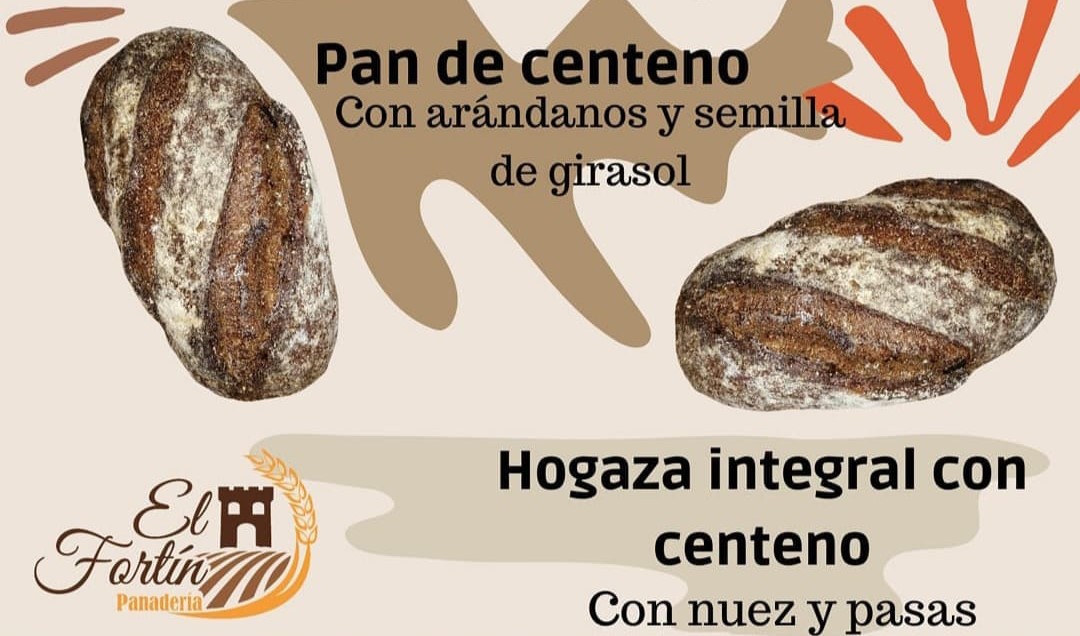 Pan de centeno
Con arándanos y semilla
de girasol
Hogaza integral con
centeno
Con nuez y pasas
El
Fortín
Panadería